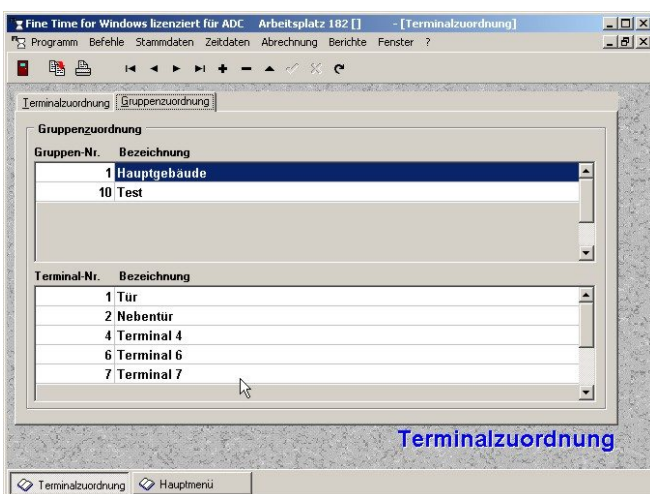 Fine Time for Windows lizenziert für ADC Arbeitsplatz 182 [] - [Terminalzuordnung]
Programm Befehle Stammdaten Zeitdaten Abrechnung Berichte Fenster ?
Terminalzuordnung Gruppenzuordnung
Gruppenzuordnung
Gruppen-Nr. Bezeichnung
1 Hauptgebäude
10 Test
Terminal-Nr. Bezeichnung
1 Tür
2 Nebentür
4 Terminal 4
6 Terminal 6
7 Terminal 7
Terminalzuordnung
Terminalzuordnung Hauptmenü